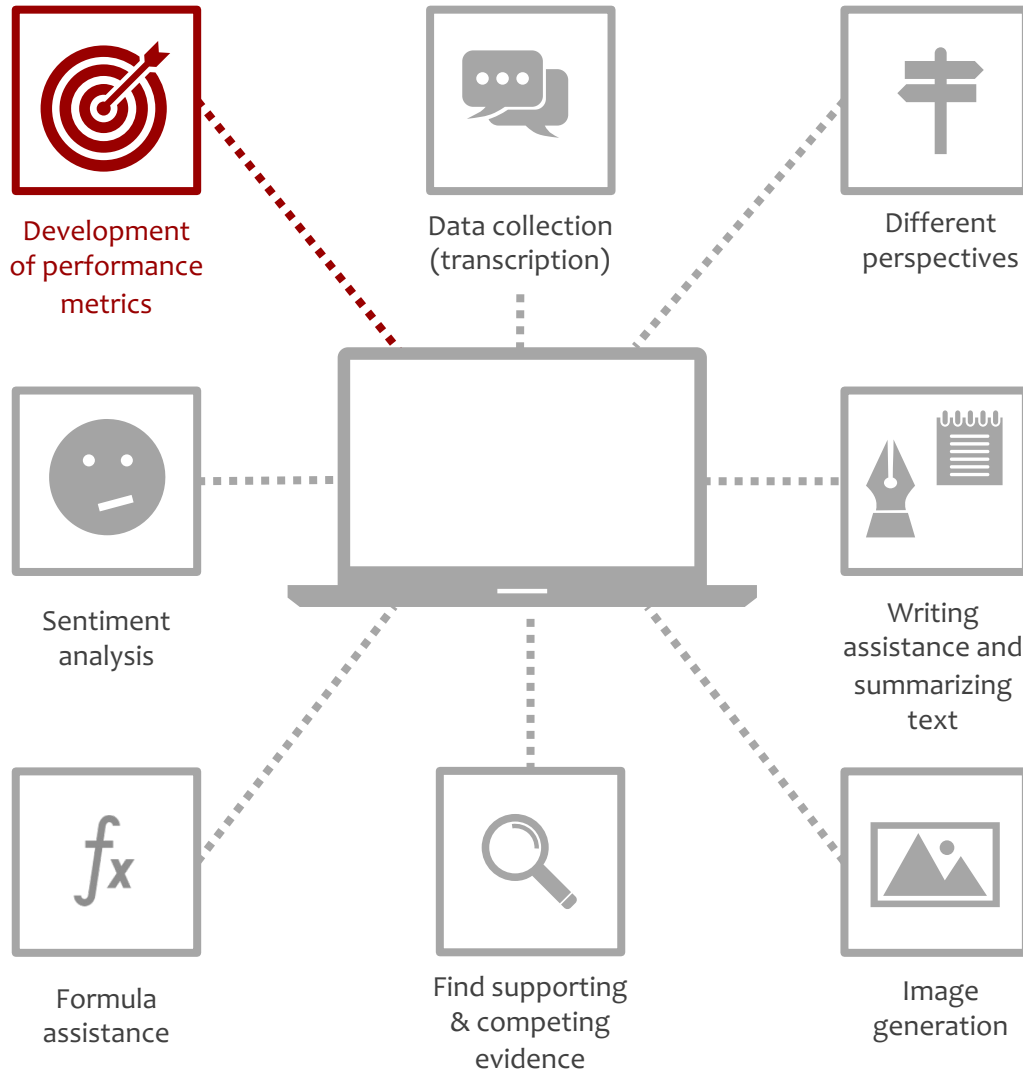 Development
of performance
metrics
Data collection
(transcription)
Different
perspectives
Sentiment
analysis
Writing
assistance and
summarizing
text
fx
Formula
assistance
Find supporting
& competing
evidence
Image
generation